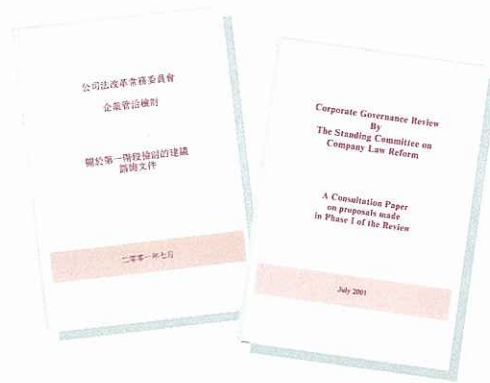 公司法改革常務委員會
企業管治檢討
關於第一階段檢討的建議
諮詢文件
二零零一年七月
Corporate Governance Review
By
The Standing Committee on
Company Law Reform
A Consultation Paper
on proposals made
in Phase I of the Review
July 2001